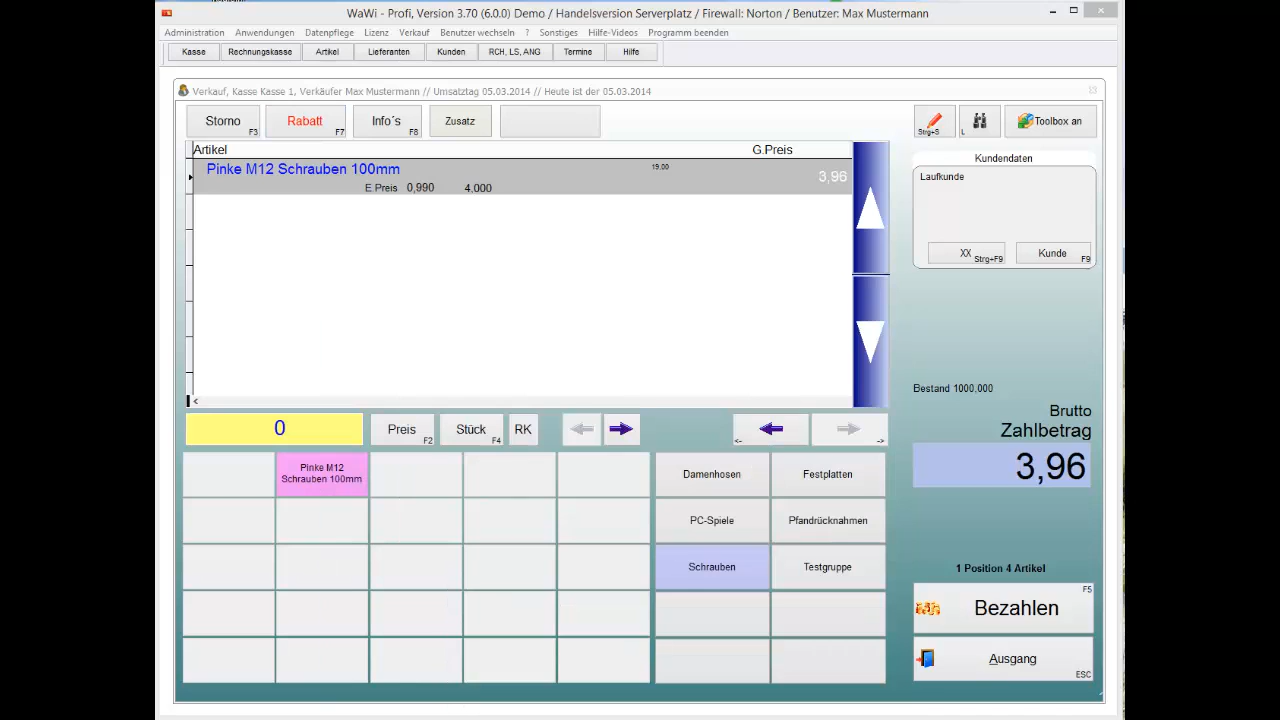 WaWi - Profi, Version 3.70 (6.0.0) Demo / Handelsversion Serverplatz / Firewall: Norton / Benutzer: Max Mustermann
Administration Anwendungen Datenpflege Lizenz Verkauf Benutzer wechseln ? Sonstiges Hilfe-Videos Programm beenden
Kasse Rechnungskasse Artikel Lieferanten Kunden RCH, LS, ANG Termine Hilfe
Verkauf, Kasse Kasse 1, Verkäufer Max Mustermann // Umsatztag 05.03.2014 // Heute ist der 05.03.2014
Storno F3 Rabatt F7 Info´s F8 Zusatz Strg+S L Toolbox an
Artikel G.Preis
Kundendaten
Pinke M12 Schrauben 100mm 19.00 3,96
E.Preis 0,990 4.000
Laufkunde
XX Strg+F9 Kunde F9
Bestand 1000,000
<
Brutto
Zahlbetrag
0 Preis F2 Stück F4 RK <- ->
3,96
Pinke M12
Schrauben 100mm
Damenhosen Festplatten
PC-Spiele Pfandrücknahmen
Schrauben Testgruppe
1 Position 4 Artikel
Bezahlen F5
Ausgang ESC